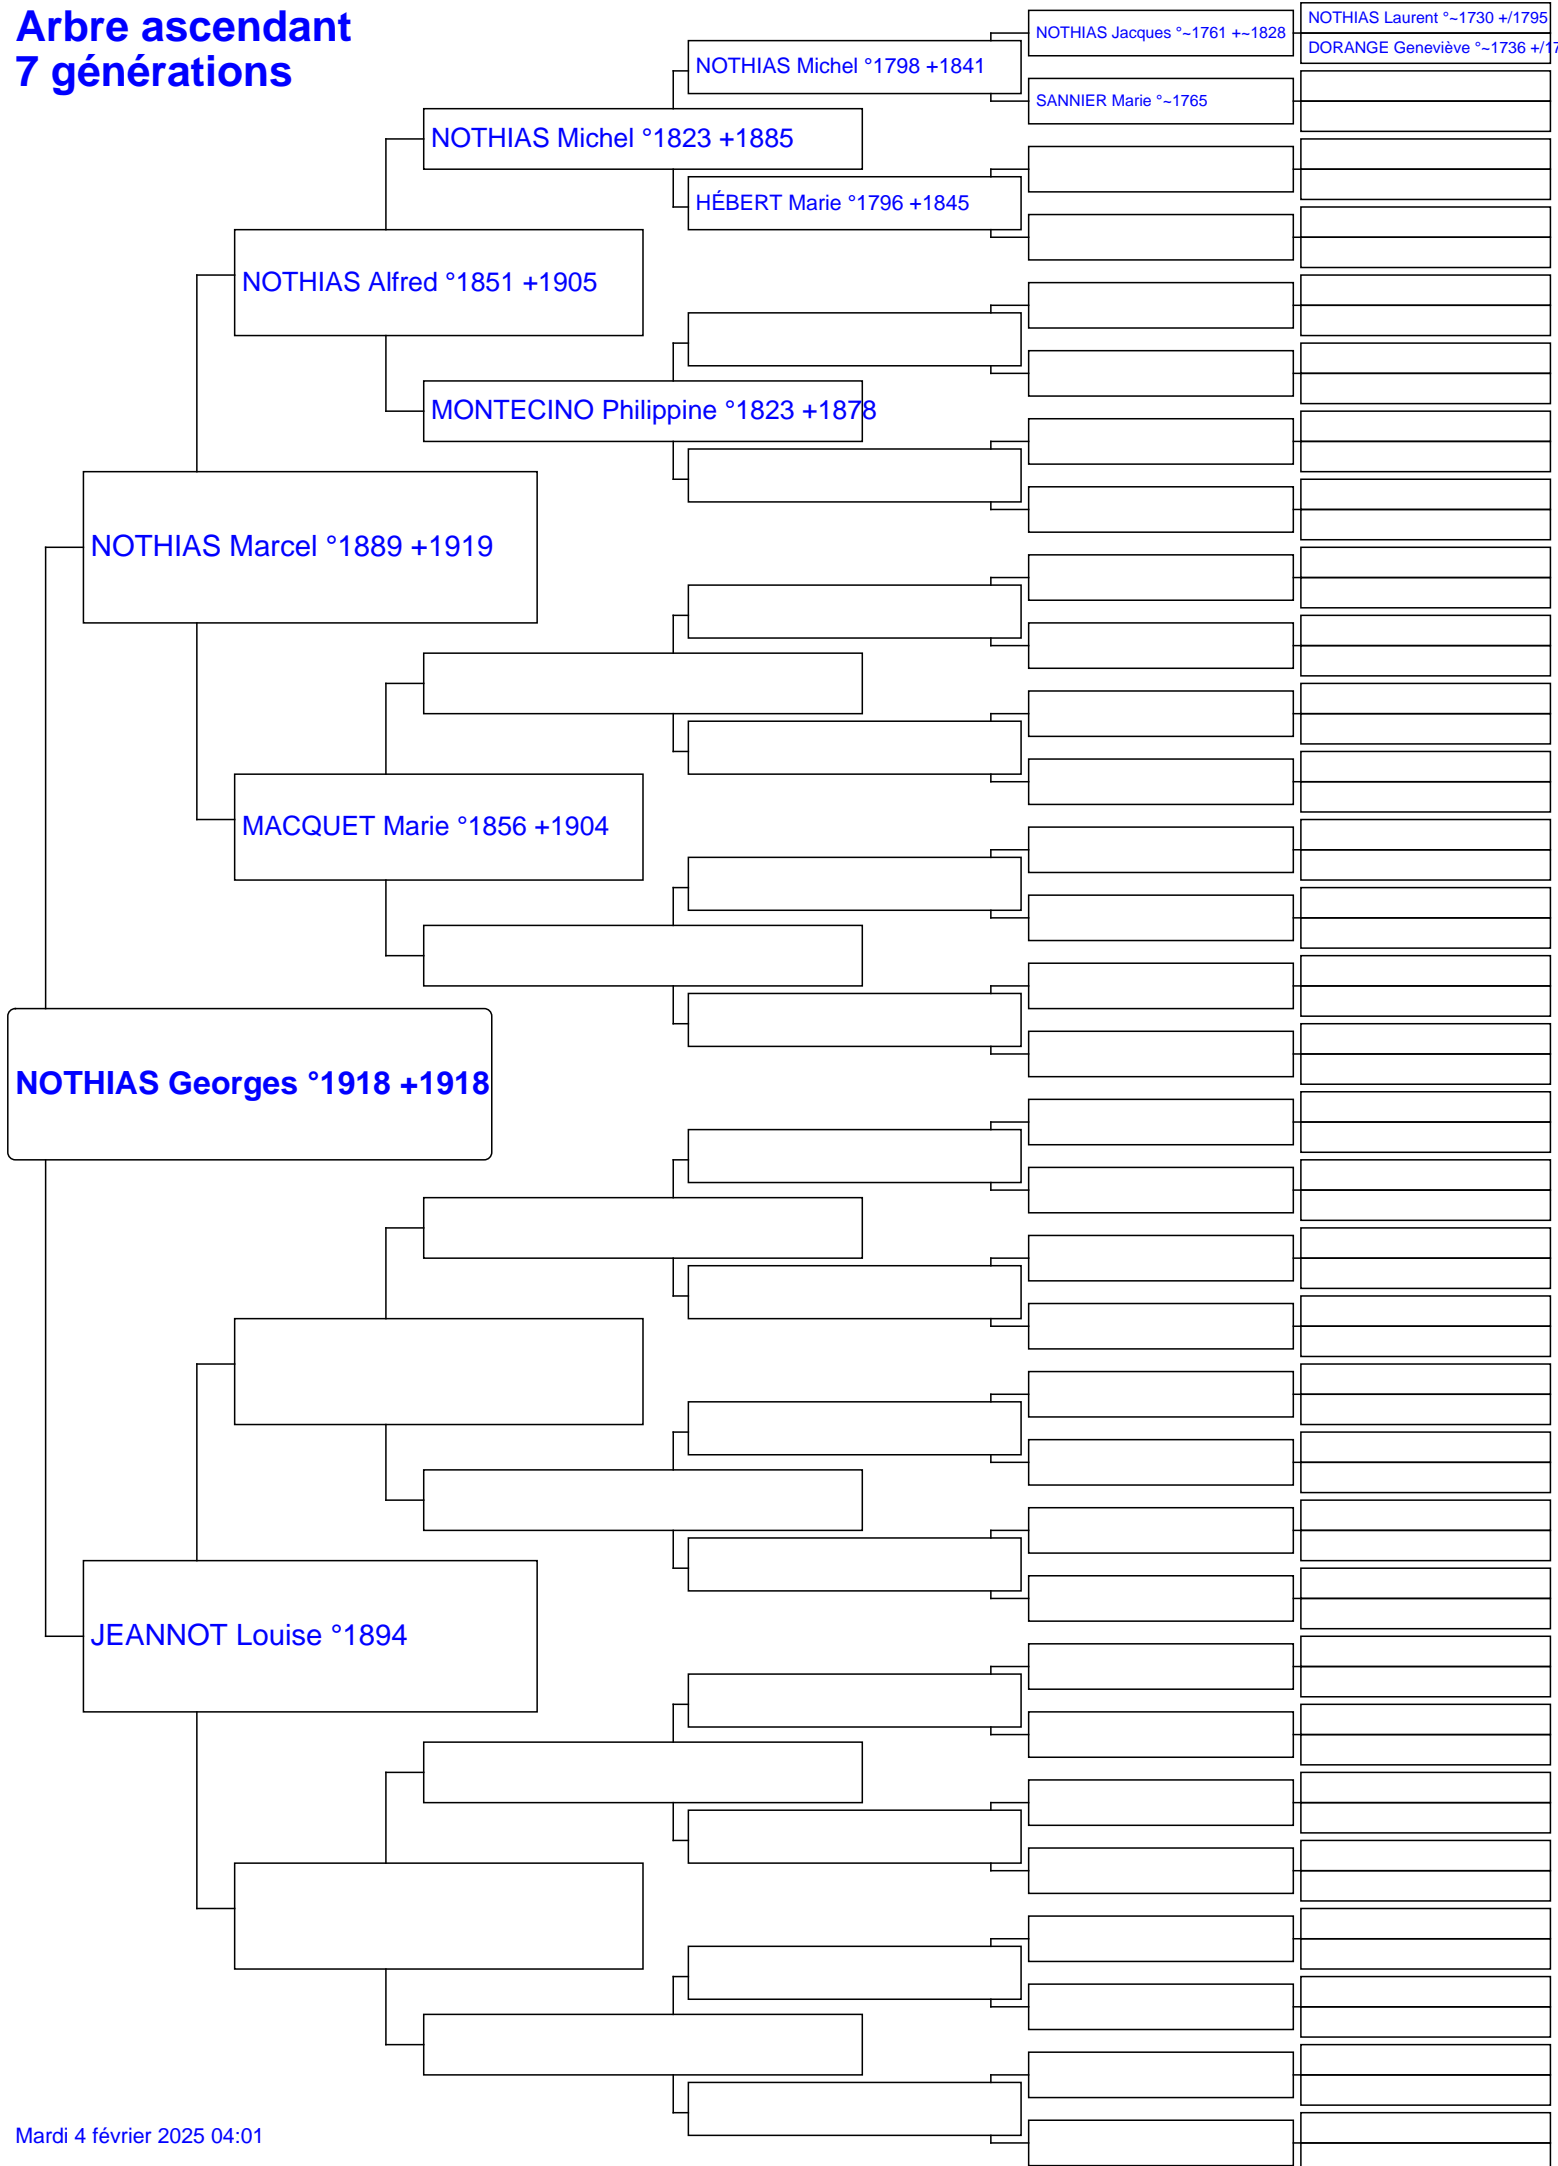 Arbre ascendant
7 générations
NOTHIAS Laurent °~1730 +/1795
NOTHIAS Jacques °~1761 +~1828
DORANGE Geneviève °~1736 +/17
NOTHIAS Michel °1798 +1841
SANNIER Marie °~1765
NOTHIAS Michel °1823 +1885
HÉBERT Marie °1796 +1845
NOTHIAS Alfred °1851 +1905
MONTECINO Philippine °1823 +1878
NOTHIAS Marcel °1889 +1919
MACQUET Marie °1856 +1904
NOTHIAS Georges °1918 +1918
JEANNOT Louise °1894
Mardi 4 février 2025 04:01